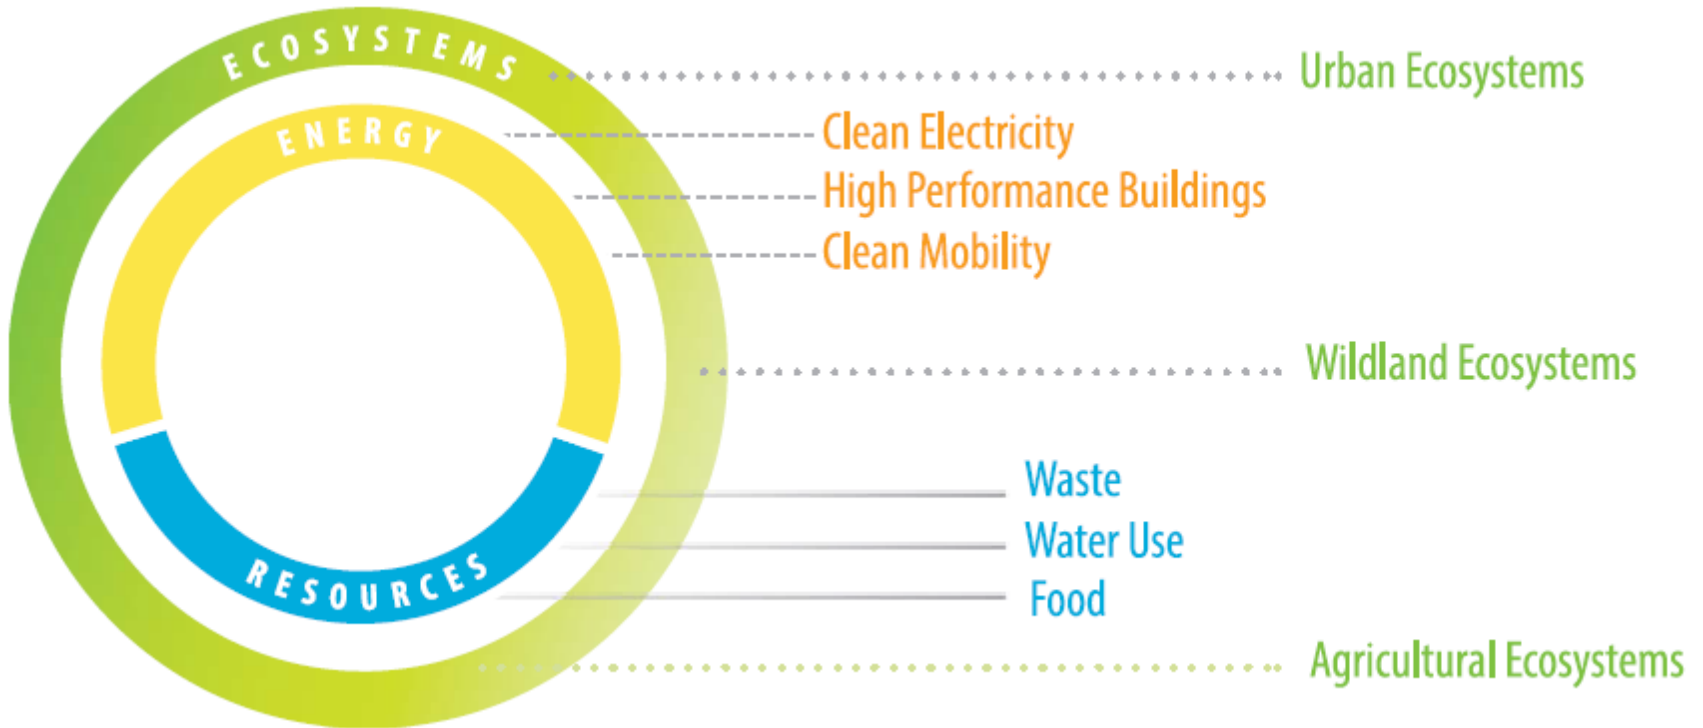 ECOSYSTEMS
Urban Ecosystems
ENERGY
Clean Electricity
High Performance Buildings
Clean Mobility
Wildland Ecosystems
Waste
Water Use
RESOURCES
Food
Agricultural Ecosystems